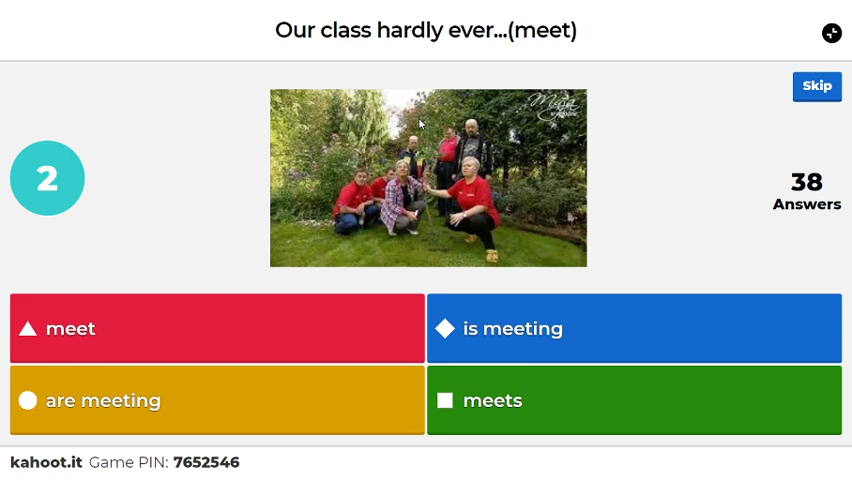 Our class hardly ever...(meet)
Skip
2
38
Answers
meet
is meeting
are meeting
meets
kahoot.it Game PIN: 7652546